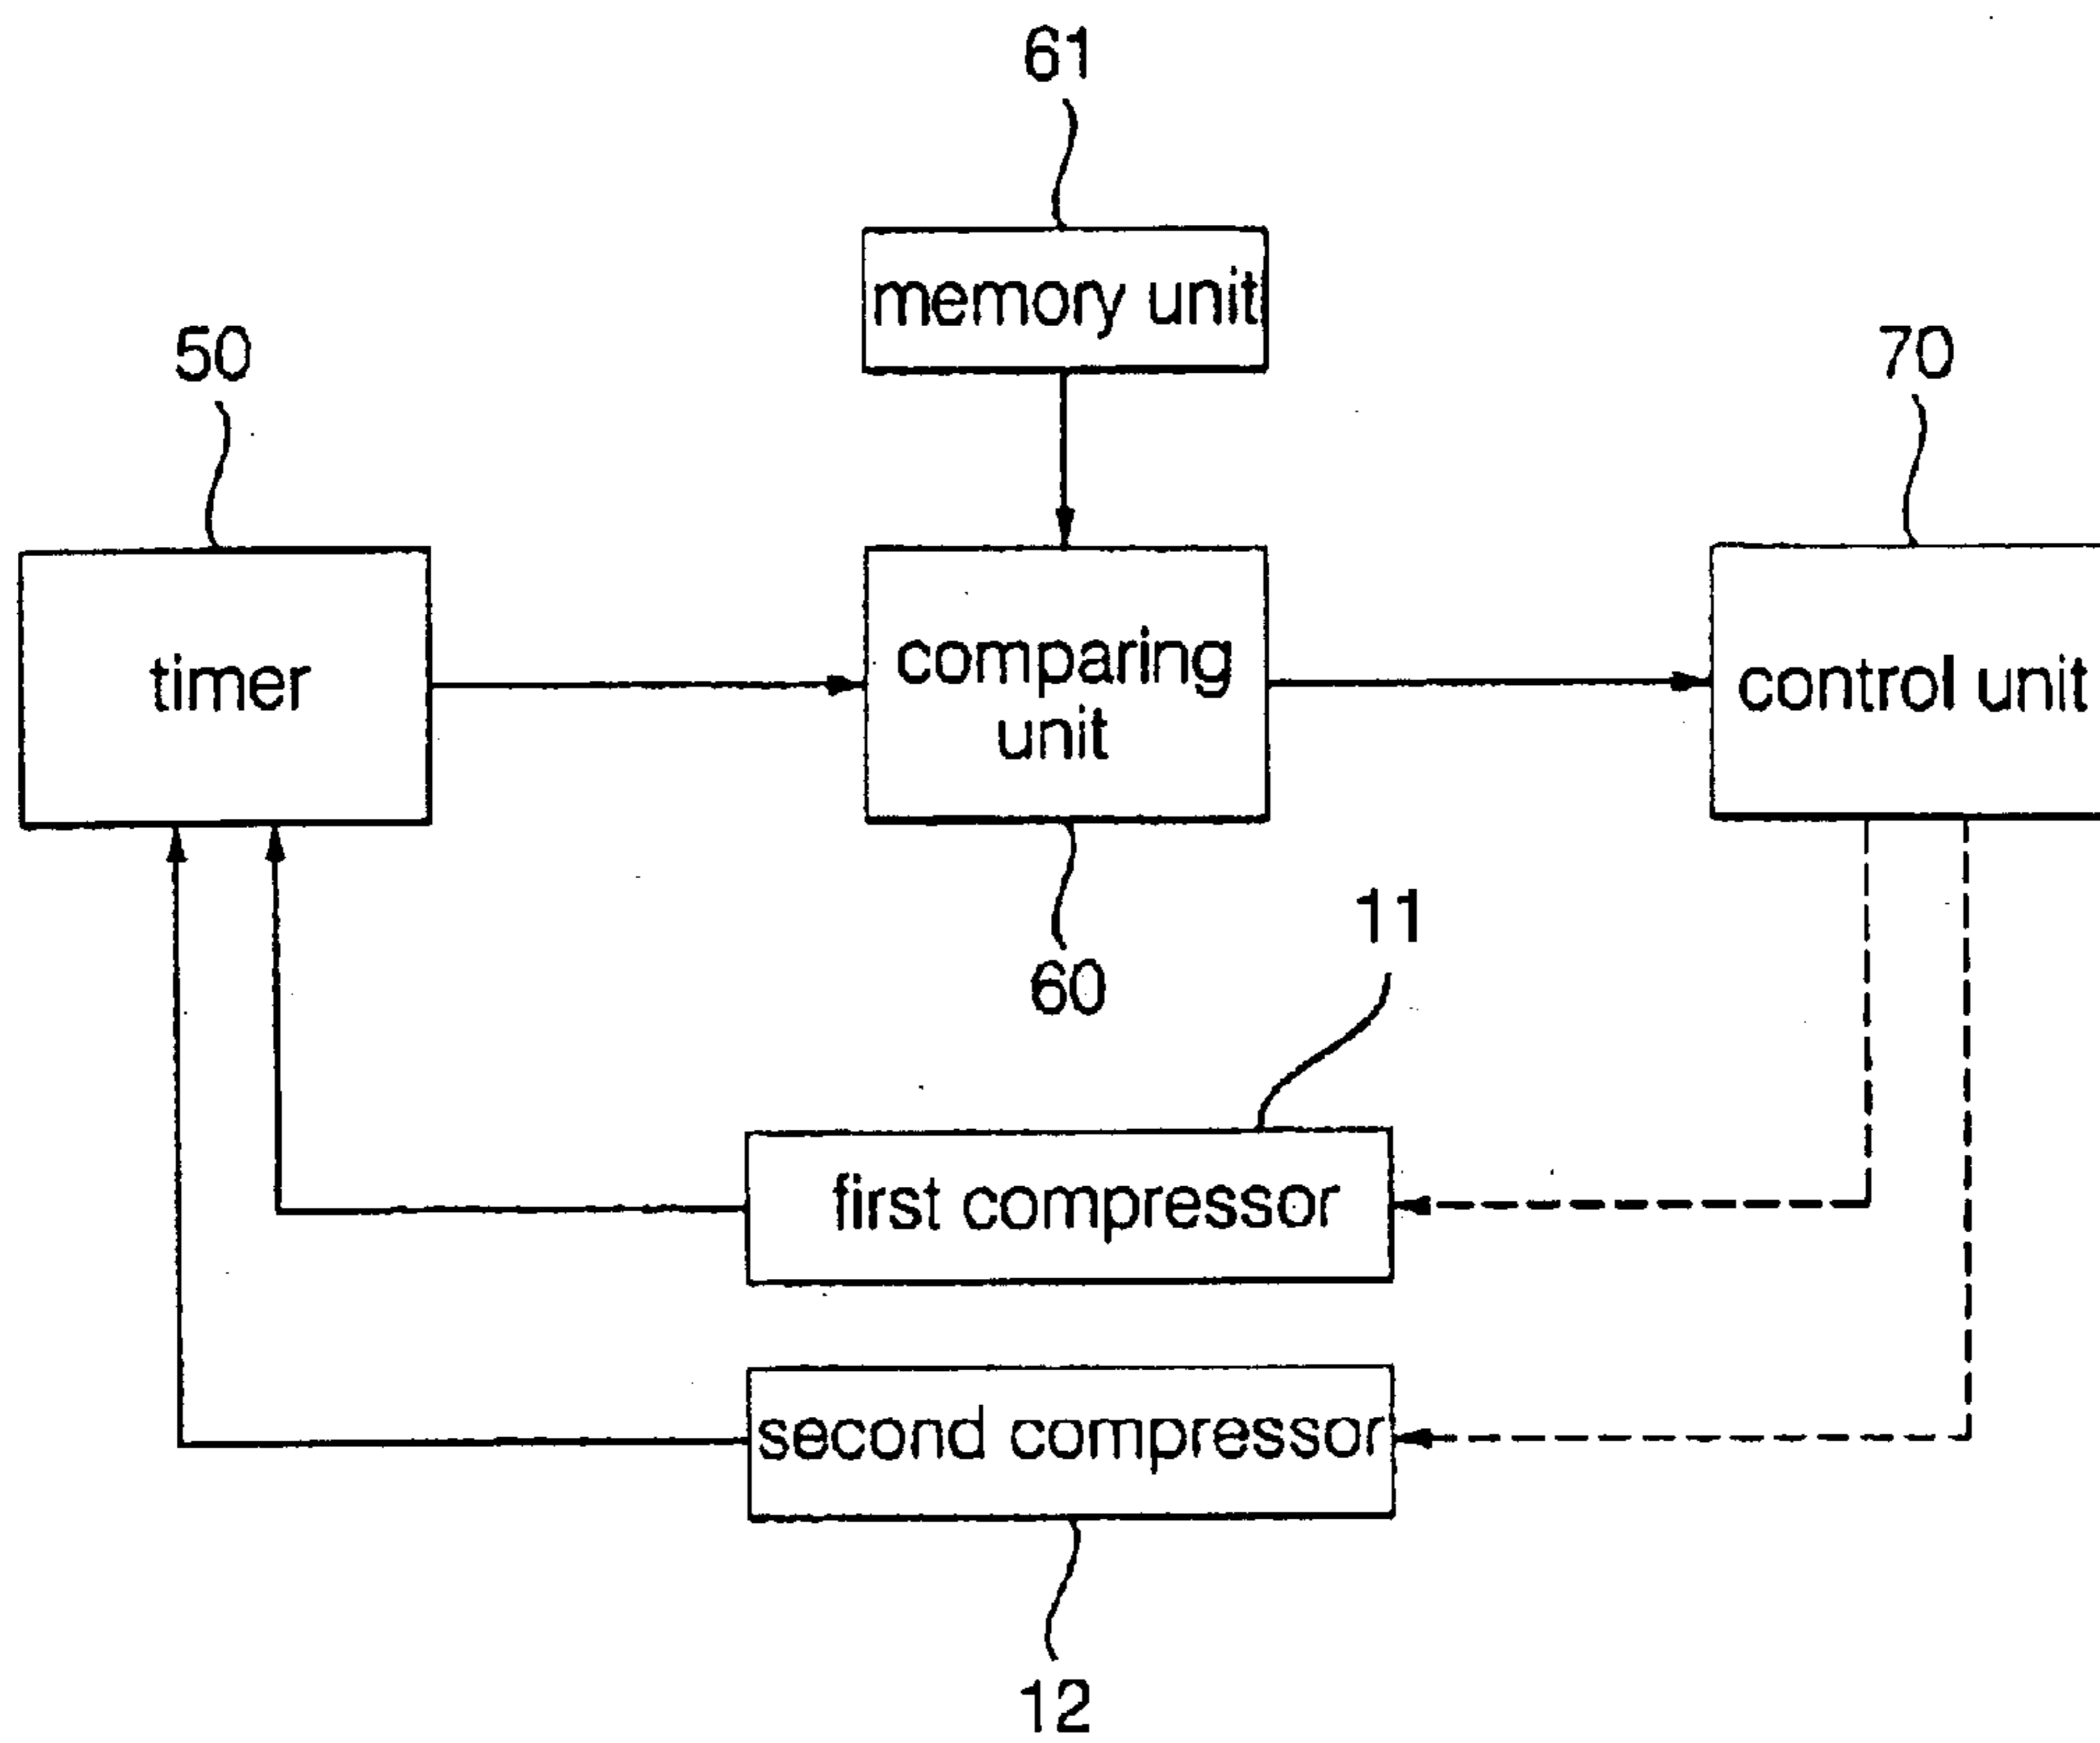 61
memory unit
50
70
timer
comparing
unit
control unit
11
60
first compressor
second compressor
12